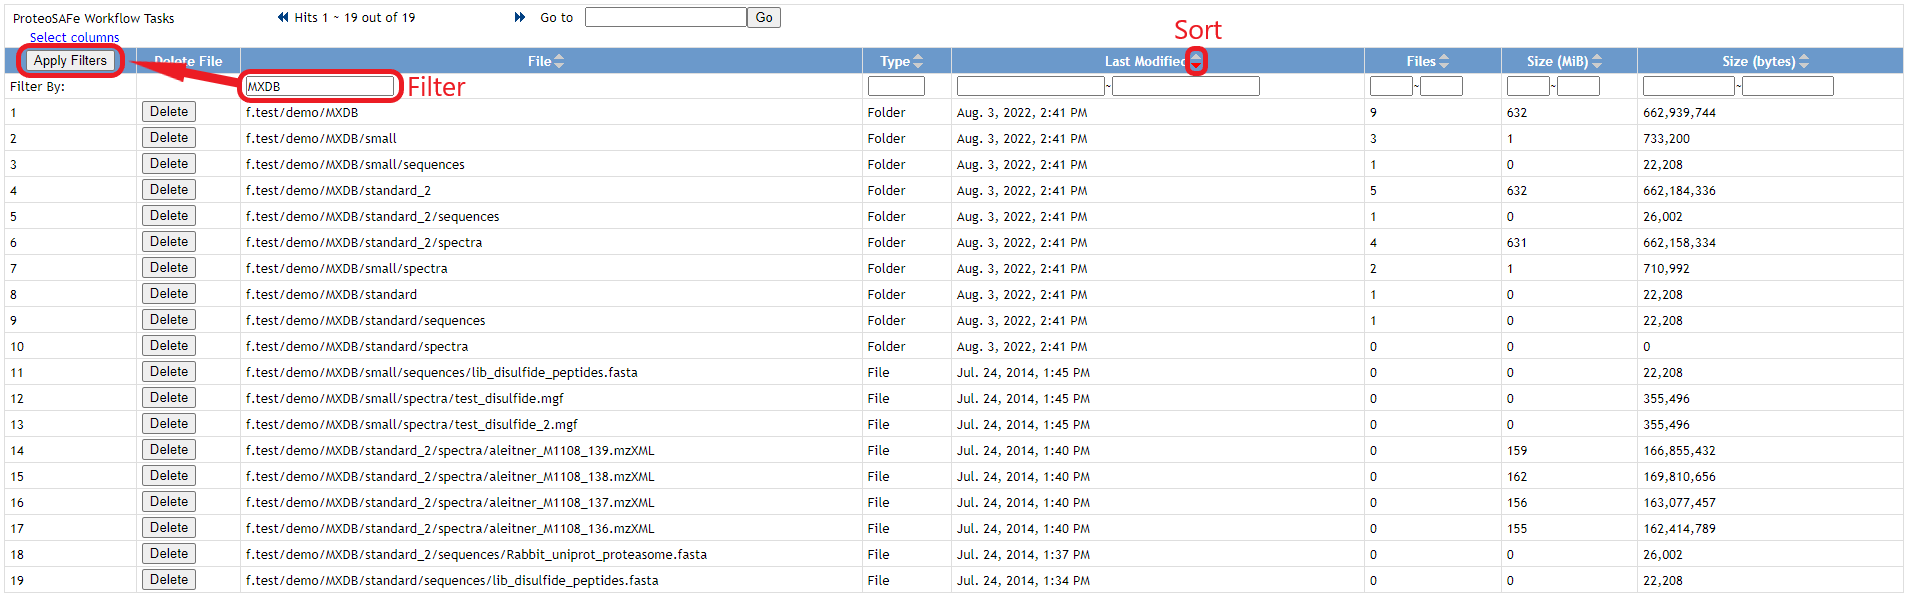 ProteoSAFe Workflow Tasks Hits 1 ~ 19 out of 19 Go to Go
Select columns
Sort
Apply Filters Delete File File Type Last Modified Files Size (MiB) Size (bytes)
Filter By: MXDB Filter ~ ~ ~ ~
1 Delete f.test/demo/MXDB Folder Aug. 3, 2022, 2:41 PM 9 632 662,939,744
2 Delete f.test/demo/MXDB/small Folder Aug. 3, 2022, 2:41 PM 3 1 733,200
3 Delete f.test/demo/MXDB/small/sequences Folder Aug. 3, 2022, 2:41 PM 1 0 22,208
4 Delete f.test/demo/MXDB/standard_2 Folder Aug. 3, 2022, 2:41 PM 5 632 662,184,336
5 Delete f.test/demo/MXDB/standard_2/sequences Folder Aug. 3, 2022, 2:41 PM 1 0 26,002
6 Delete f.test/demo/MXDB/standard_2/spectra Folder Aug. 3, 2022, 2:41 PM 4 631 662,158,334
7 Delete f.test/demo/MXDB/small/spectra Folder Aug. 3, 2022, 2:41 PM 2 1 710,992
8 Delete f.test/demo/MXDB/standard Folder Aug. 3, 2022, 2:41 PM 1 0 22,208
9 Delete f.test/demo/MXDB/standard/sequences Folder Aug. 3, 2022, 2:41 PM 1 0 22,208
10 Delete f.test/demo/MXDB/standard/spectra Folder Aug. 3, 2022, 2:41 PM 0 0 0
11 Delete f.test/demo/MXDB/small/sequences/lib_disulfide_peptides.fasta File Jul. 24, 2014, 1:45 PM 0 0 22,208
12 Delete f.test/demo/MXDB/small/spectra/test_disulfide.mgf File Jul. 24, 2014, 1:45 PM 0 0 355,496
13 Delete f.test/demo/MXDB/small/spectra/test_disulfide_2.mgf File Jul. 24, 2014, 1:45 PM 0 0 355,496
14 Delete f.test/demo/MXDB/standard_2/spectra/aleitner_M1108_139.mzXML File Jul. 24, 2014, 1:40 PM 0 159 166,855,432
15 Delete f.test/demo/MXDB/standard_2/spectra/aleitner_M1108_138.mzXML File Jul. 24, 2014, 1:40 PM 0 162 169,810,656
16 Delete f.test/demo/MXDB/standard_2/spectra/aleitner_M1108_137.mzXML File Jul. 24, 2014, 1:40 PM 0 156 163,077,457
17 Delete f.test/demo/MXDB/standard_2/spectra/aleitner_M1108_136.mzXML File Jul. 24, 2014, 1:40 PM 0 155 162,414,789
18 Delete f.test/demo/MXDB/standard_2/sequences/Rabbit_uniprot_proteasome.fasta File Jul. 24, 2014, 1:37 PM 0 0 26,002
19 Delete f.test/demo/MXDB/standard/sequences/lib_disulfide_peptides.fasta File Jul. 24, 2014, 1:34 PM 0 0 22,208